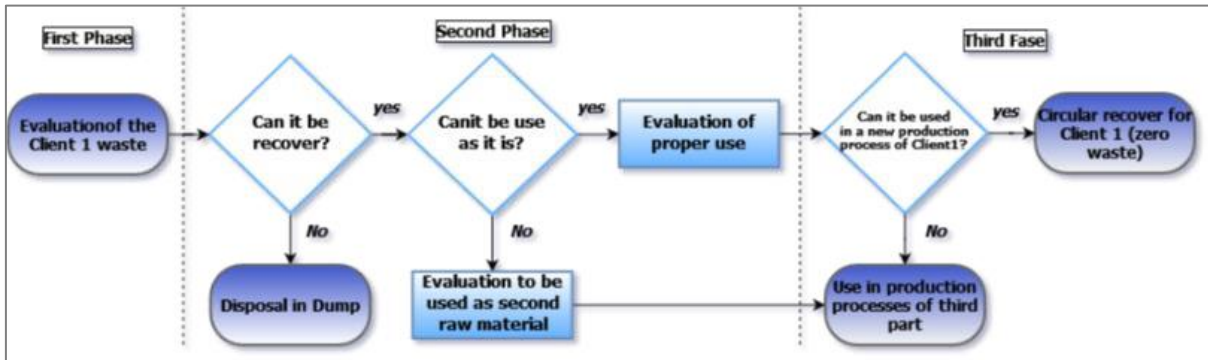 First Phase
Second Phase
Third Fase
Evaluationof the
Client 1 waste
Can it be
recover?
yes
Canit be use
as it is?
yes
Evaluation of
proper use
Can it be used
in a new production
process of Client1?
yes
Circular recover for
Client 1 (zero
waste)
No
No
No
Disposal in Dump
Evaluation to be
used as second
raw material
Use in production
processes of third
part